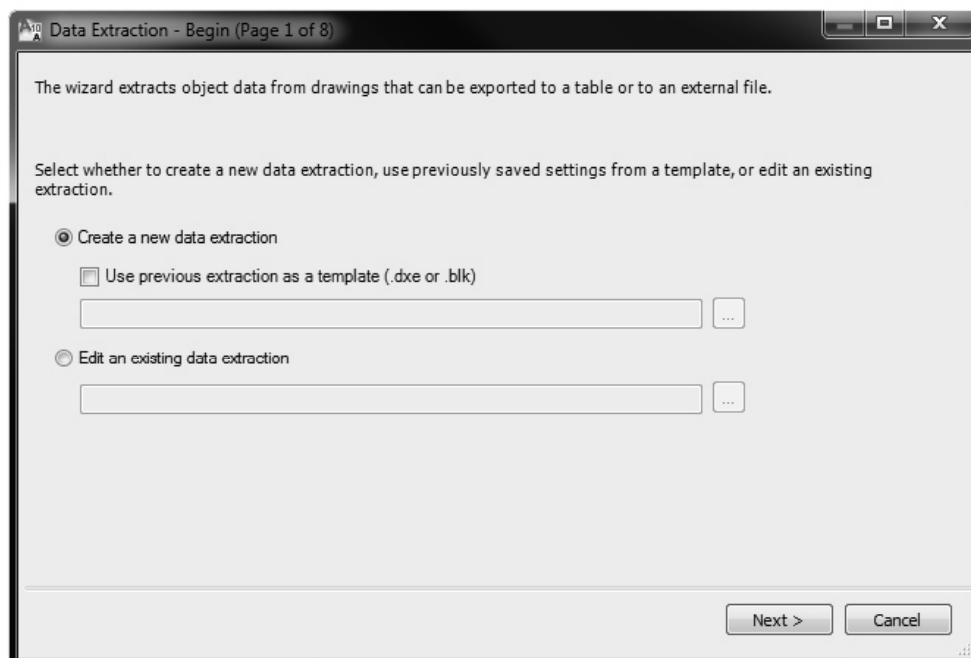 Data Extraction - Begin (Page 1 of 8)
The wizard extracts object data from drawings that can be exported to a table or to an external file.
Select whether to create a new data extraction, use previously saved settings from a template, or edit an existing
extraction.
Create a new data extraction
Use previous extraction as a template (.dxe or .blk)
...
Edit an existing data extraction
...
Next >
Cancel